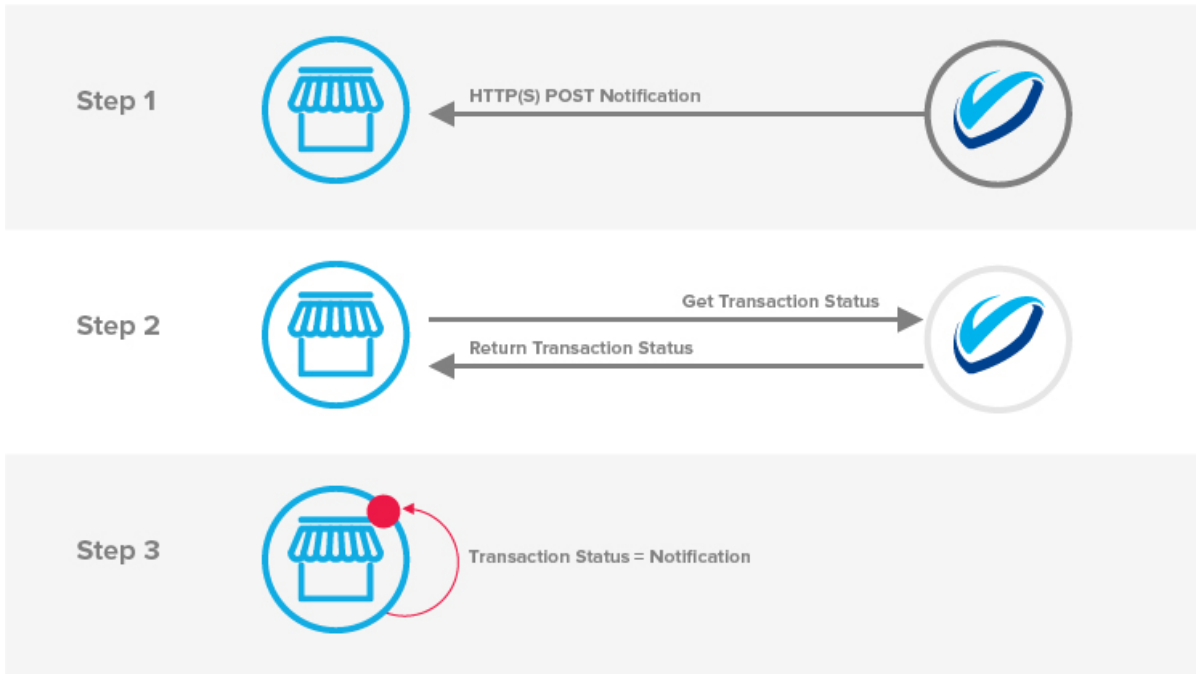 Step 1
HTTP(S) POST Notification
Step 2
Get Transaction Status
Return Transaction Status
Step 3
Transaction Status = Notification